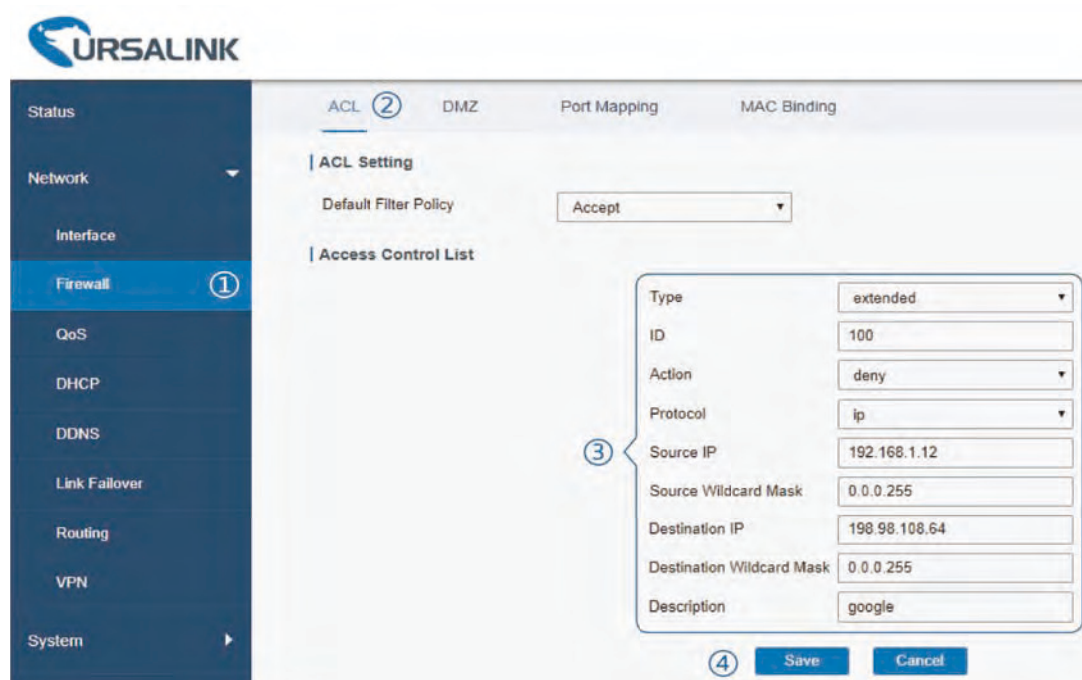 URSALINK
Status
ACL ② DMZ Port Mapping MAC Binding
ACL Setting
Network
Default Filter Policy Accept
Interface
Access Control List
Firewall ①
Type extended
ID 100
QoS
Action deny
DHCP
Protocol ip
DDNS
③
Source IP 192.168.1.12
Link Failover
Source Wildcard Mask 0.0.0.255
Routing
Destination IP 198.98.108.64
Destination Wildcard Mask 0.0.0.255
VPN
Description google
System
④ Save Cancel